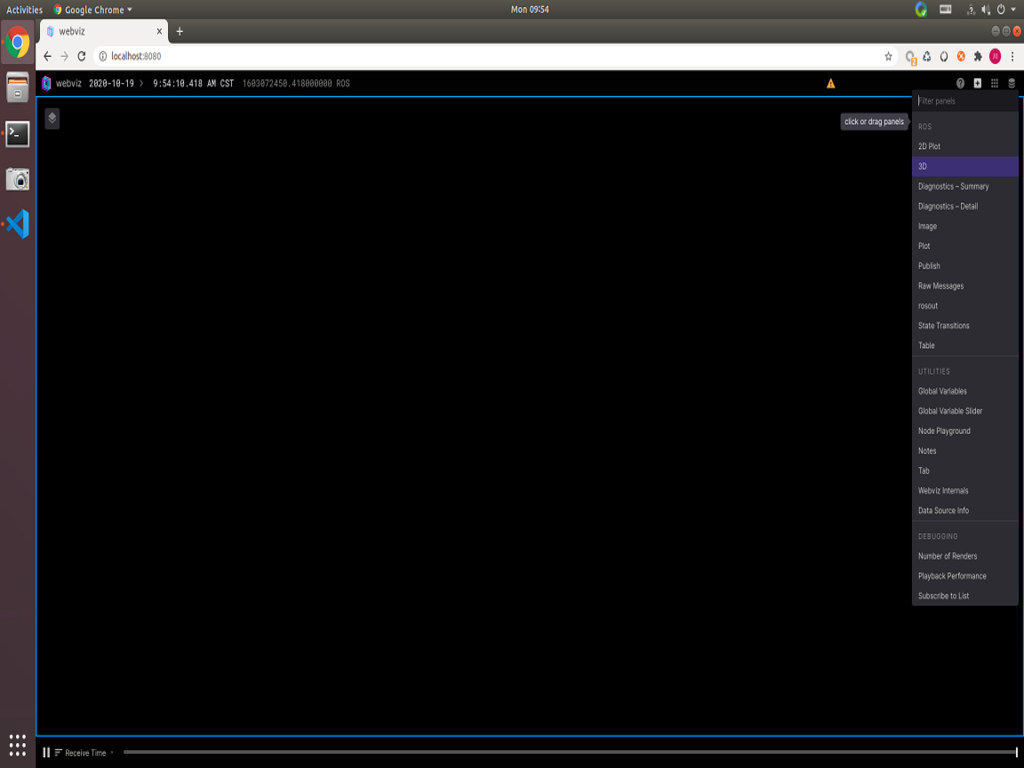 Activities Google Chrome Mon 09:54
webviz
localhost:8080
webviz 2020-10-19 9:54:10.418 AM CST 1603072450.418000000 ROS
Filter panels
click or drag panels
ROS
2D Plot
3D
Diagnostics – Summary
Diagnostics – Detail
Image
Plot
Publish
Raw Messages
rosout
State Transitions
Table
UTILITIES
Global Variables
Global Variable Slider
Node Playground
Notes
Tab
Webviz Internals
Data Source Info
DEBUGGING
Number of Renders
Playback Performance
Subscribe to List
Receive Time